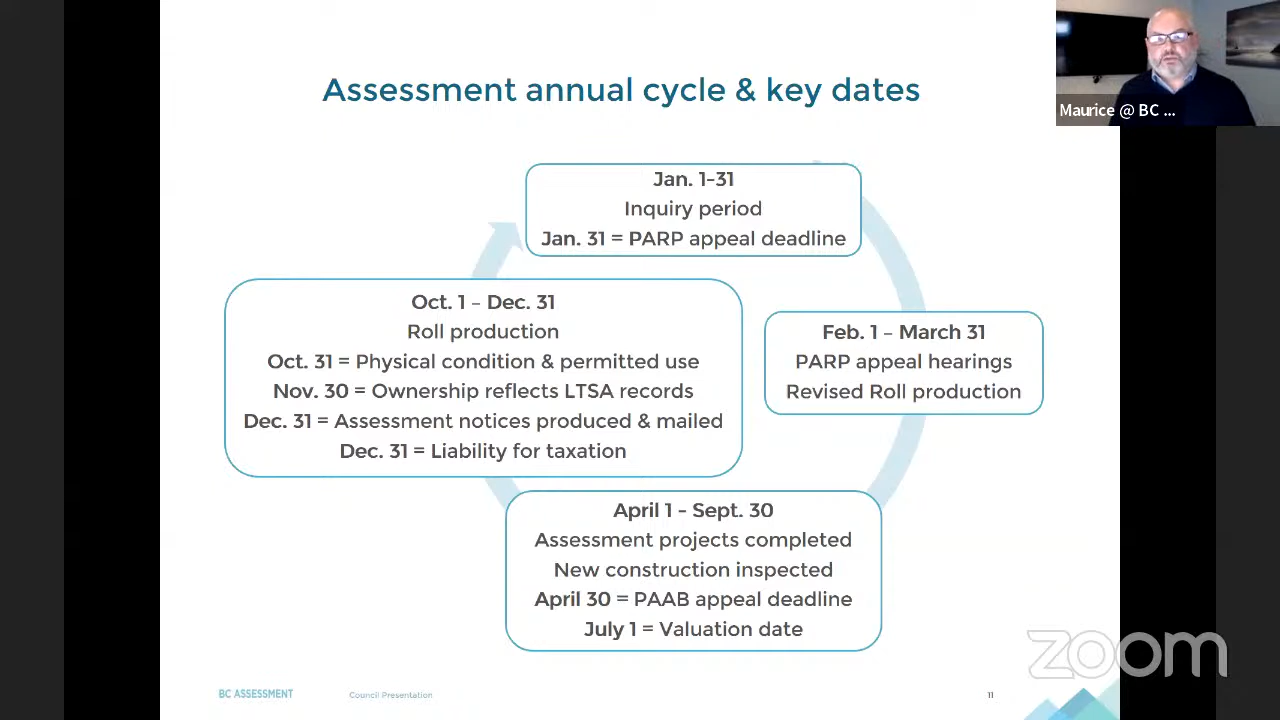 Assessment annual cycle & key dates
Maurice @ BC ...
Jan. 1-31
Inquiry period
Jan. 31 = PARP appeal deadline
Oct. 1 – Dec. 31
Roll production
Oct. 31 = Physical condition & permitted use
Nov. 30 = Ownership reflects LTSA records
Dec. 31 = Assessment notices produced & mailed
Dec. 31 = Liability for taxation
Feb. 1 – March 31
PARP appeal hearings
Revised Roll production
April 1 - Sept. 30
Assessment projects completed
New construction inspected
April 30 = PAAB appeal deadline
July 1 = Valuation date
zoom
BC ASSESSMENT
Council Presentation
11